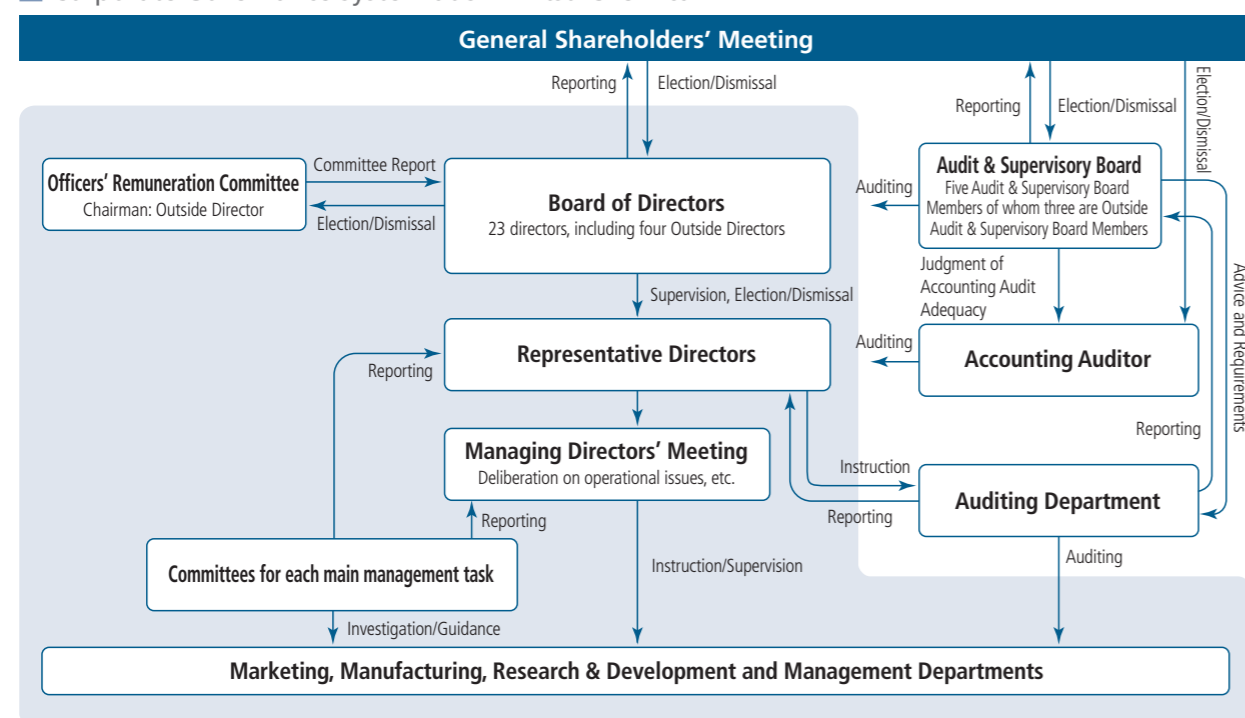 General Shareholders’ Meeting
Reporting
Election/Dismissal
Reporting
Election/Dismissal
Election/Dismissal
Officers’ Remuneration Committee
Chairman: Outside Director
Committee Report
Election/Dismissal
Board of Directors
23 directors, including four Outside Directors
Auditing
Audit & Supervisory Board
Five Audit & Supervisory Board
Members of whom three are Outside
Audit & Supervisory Board Members
Judgment of
Accounting Audit
Adequacy
Advice and Requirements
Supervision, Election/Dismissal
Representative Directors
Reporting
Auditing
Accounting Auditor
Managing Directors’ Meeting
Deliberation on operational issues, etc.
Reporting
Instruction
Reporting
Auditing Department
Reporting
Committees for each main management task
Instruction/Supervision
Auditing
Investigation/Guidance
Marketing, Manufacturing, Research & Development and Management Departments